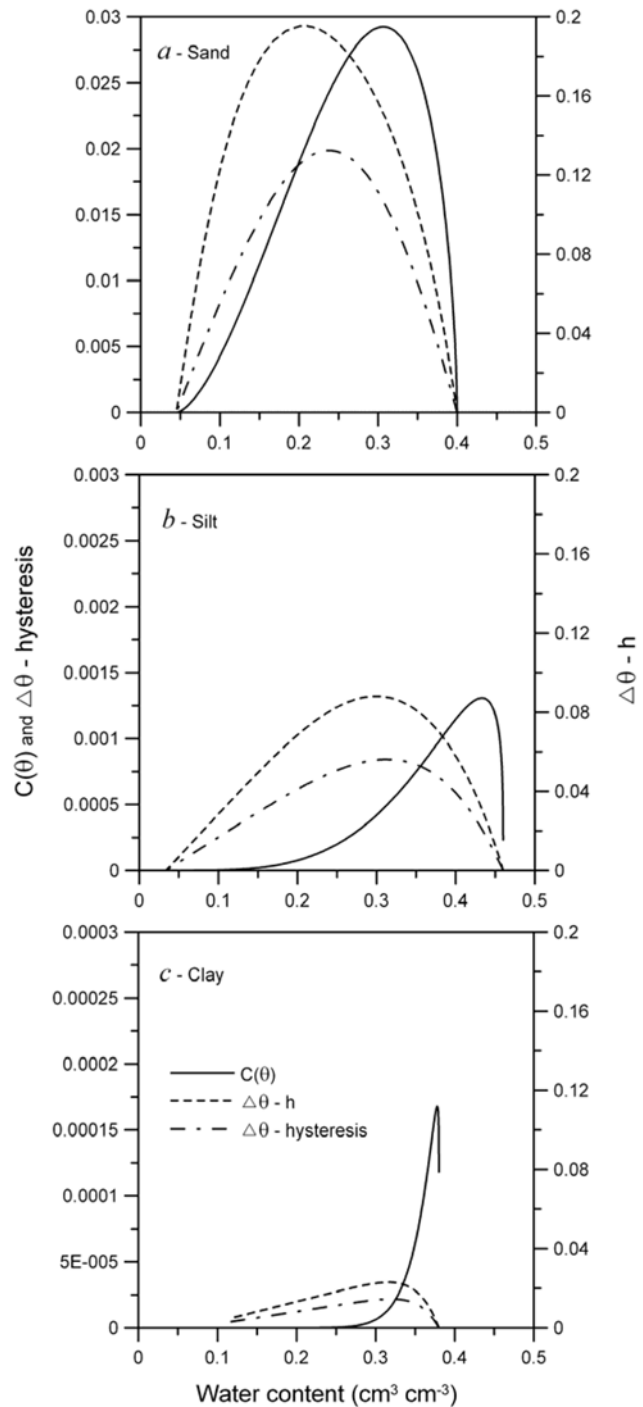 a - Sand
0.03
0.025
0.02
0.015
0.01
0.005
0
0.2
0.16
0.12
0.08
0.04
0
0 0.1 0.2 0.3 0.4 0.5
b - Silt
0.003
0.0025
0.002
0.0015
0.001
0.0005
0
0.2
0.16
0.12
0.08
0.04
0
0 0.1 0.2 0.3 0.4 0.5
C(θ) and △θ - hysteresis
△θ - h
c - Clay
0.0003
0.00025
0.0002
0.00015
0.0001
5E-005
0
C(θ)
△θ - h
△θ - hysteresis
0.2
0.16
0.12
0.08
0.04
0
0 0.1 0.2 0.3 0.4 0.5
Water content (cm³ cm⁻³)